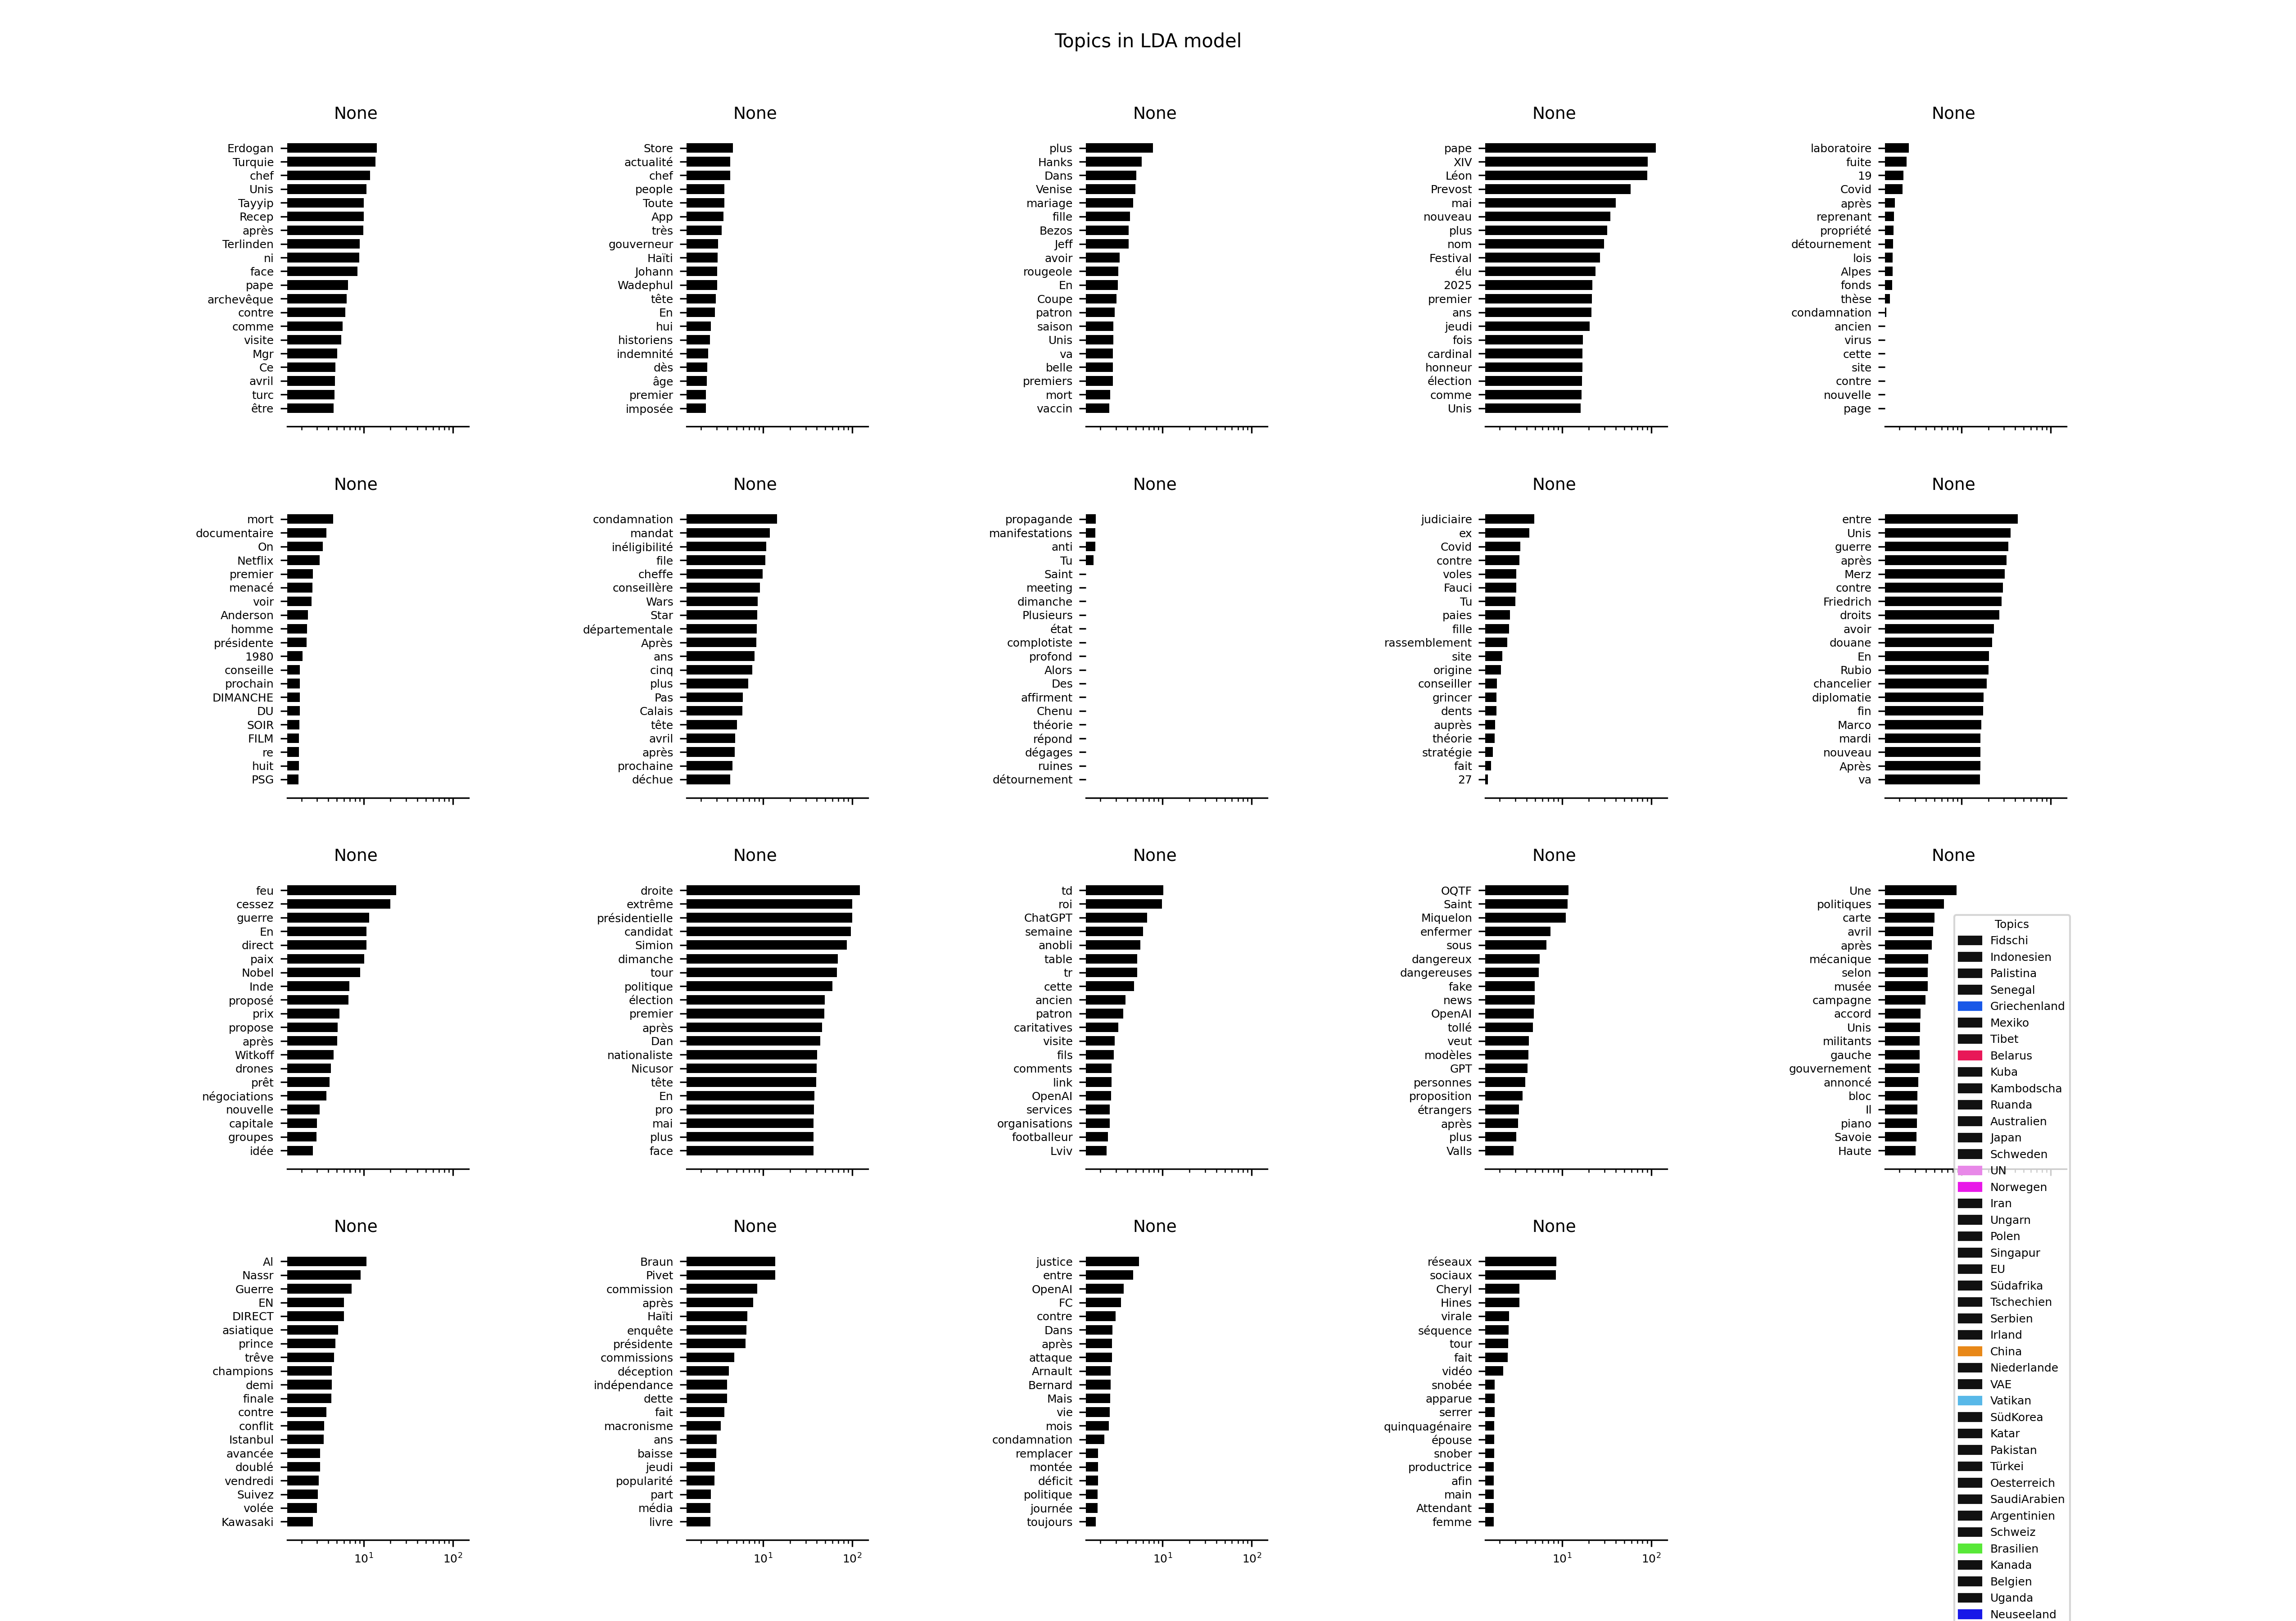 Topics in LDA model
None
Erdogan
Turquie
chef
Unis
Tayyip
Recep
après
Terlinden
ni
face
pape
archevêque
contre
comme
visite
Mgr
Ce
avril
turc
être
None
Store
actualité
chef
people
Toute
App
très
gouverneur
Haïti
Johann
Wadephul
tête
En
hui
historiens
indemnité
dès
âge
premier
imposée
None
plus
Hanks
Dans
Venise
mariage
fille
Bezos
Jeff
avoir
rougeole
En
Coupe
patron
saison
Unis
va
belle
premiers
mort
vaccin
None
pape
XIV
Léon
Prevost
mai
nouveau
plus
nom
Festival
élu
2025
premier
ans
jeudi
fois
cardinal
honneur
élection
comme
Unis
None
laboratoire
fuite
19
Covid
après
reprenant
propriété
détournement
lois
Alpes
fonds
thèse
condamnation
ancien
virus
cette
site
contre
nouvelle
page
None
mort
documentaire
On
Netflix
premier
menacé
voir
Anderson
homme
présidente
1980
conseille
prochain
DIMANCHE
DU
SOIR
FILM
re
huit
PSG
None
condamnation
mandat
inéligibilité
file
cheffe
conseillère
Wars
Star
départementale
Après
ans
cinq
plus
Pas
Calais
tête
avril
après
prochaine
déchue
None
propagande
manifestations
anti
Tu
Saint
meeting
dimanche
Plusieurs
état
complotiste
profond
Alors
Des
affirment
Chenu
théorie
répond
dégages
ruines
détournement
None
judiciaire
ex
Covid
contre
voles
Fauci
Tu
paies
fille
rassemblement
site
origine
conseiller
grincer
dents
auprès
théorie
stratégie
fait
27
None
entre
Unis
guerre
après
Merz
contre
Friedrich
droits
avoir
douane
En
Rubio
chancelier
diplomatie
fin
Marco
mardi
nouveau
Après
va
None
feu
cessez
guerre
En
direct
paix
Nobel
Inde
proposé
prix
propose
après
Witkoff
drones
prêt
négociations
nouvelle
capitale
groupes
idée
None
droite
extrême
présidentielle
candidat
Simion
dimanche
tour
politique
élection
premier
après
Dan
nationaliste
Nicusor
tête
En
pro
mai
plus
face
None
td
roi
ChatGPT
semaine
anobli
table
tr
cette
ancien
patron
caritatives
visite
fils
comments
link
OpenAI
services
organisations
footballeur
Lviv
None
OQTF
Saint
Miquelon
enfermer
sous
dangereux
dangereuses
fake
news
OpenAI
tollé
veut
modèles
GPT
personnes
proposition
étrangers
après
plus
Valls
None
Une
politiques
carte
avril
après
mécanique
selon
musée
campagne
accord
Unis
militants
gauche
gouvernement
annoncé
bloc
Il
piano
Savoie
Haute
Topics
Fidschi
Indonesien
Palistina
Senegal
Griechenland
Mexiko
Tibet
Belarus
Kuba
Kambodscha
Ruanda
Australien
Japan
Schweden
UN
Norwegen
Iran
Ungarn
Polen
Singapur
EU
Südafrika
Tschechien
Serbien
Irland
China
Niederlande
VAE
Vatikan
SüdKorea
Katar
Pakistan
Türkei
Oesterreich
SaudiArabien
Argentinien
Schweiz
Brasilien
Kanada
Belgien
Uganda
Neuseeland
None
Al
Nassr
Guerre
EN
DIRECT
asiatique
prince
trêve
champions
demi
finale
contre
conflit
Istanbul
avancée
doublé
vendredi
Suivez
volée
Kawasaki
10¹ 10²
None
Braun
Pivet
commission
après
Haïti
enquête
présidente
commissions
déception
indépendance
dette
fait
macronisme
ans
baisse
jeudi
popularité
part
média
livre
10¹ 10²
None
justice
entre
OpenAI
FC
contre
Dans
après
attaque
Arnault
Bernard
Mais
vie
mois
condamnation
remplacer
montée
déficit
politique
journée
toujours
10¹ 10²
None
réseaux
sociaux
Cheryl
Hines
virale
séquence
tour
fait
vidéo
snobée
apparue
serrer
quinquagénaire
épouse
snober
productrice
afin
main
Attendant
femme
10¹ 10²